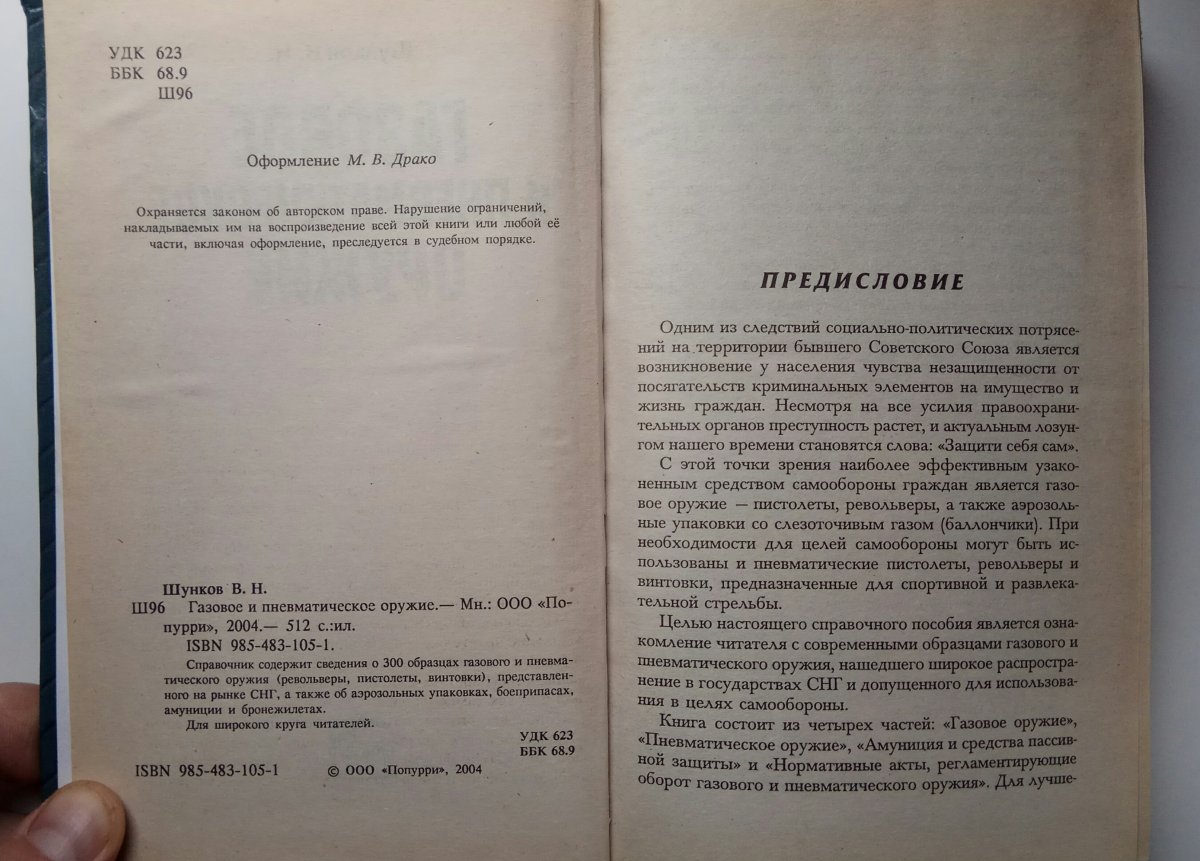 УДК 623
ББК 68.9
Ш96
Оформление М. В. Драко
Охраняется законом об авторском праве. Нарушение ограничений,
накладываемых им на воспроизведение всей этой книги или любой её
части, включая оформление, преследуется в судебном порядке.
Шунков В. Н.
Ш96 Газовое и пневматическое оружие.— Мн.: ООО «По-
пурри», 2004.— 512 с.:ил.
ISBN 985-483-105-1.
Справочник содержит сведения о 300 образцах газового и пневма-
тического оружия (револьверы, пистолеты, винтовки), представлен-
ного на рынке СНГ, а также об аэрозольных упаковках, боеприпасах,
амуниции и бронежилетах.
Для широкого круга читателей.
УДК 623
ББК 68.9
ISBN 985-483-105-1 © ООО «Попурри», 2004
ПРЕДИСЛОВИЕ
Одним из следствий социально-политических потрясе-
ний на территории бывшего Советского Союза является
возникновение у населения чувства незащищенности от
посягательств криминальных элементов на имущество и
жизнь граждан. Несмотря на все усилия правоохрани-
тельных органов преступность растет, и актуальным лозун-
гом нашего времени становятся слова: «Защити себя сам».
С этой точки зрения наиболее эффективным узако-
ненным средством самообороны граждан является газо-
вое оружие — пистолеты, револьверы, а также аэрозоль-
ные упаковки со слезоточивым газом (баллончики). При
необходимости для целей самообороны могут быть ис-
пользованы и пневматические пистолеты, револьверы и
винтовки, предназначенные для спортивной и развлека-
тельной стрельбы.
Целью настоящего справочного пособия является озна-
комление читателя с современными образцами газового и
пневматического оружия, нашедшего широкое распростра-
нение в государствах СНГ и допущенного для использова-
ния в целях самообороны.
Книга состоит из четырех частей: «Газовое оружие»,
«Пневматическое оружие», «Амуниция и средства пассив-
ной защиты» и «Нормативные акты, регламентирующие
оборот газового и пневматического оружия». Для лучше-